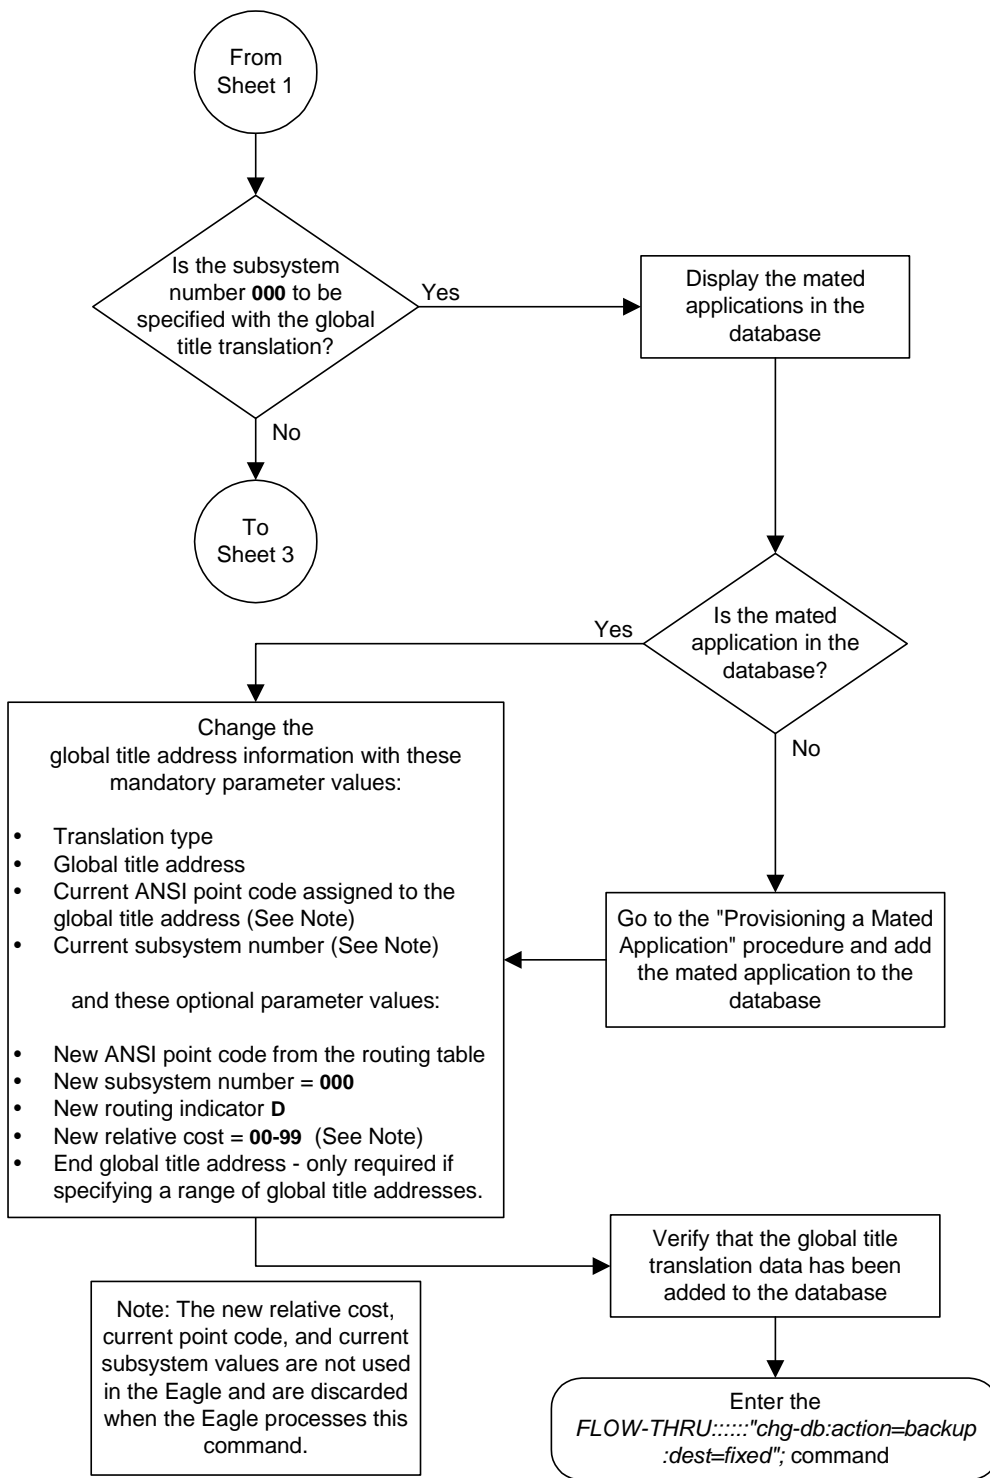 From
Sheet 1
Is the subsystem
number 000 to be
specified with the global
title translation?
Yes
Display the mated
applications in the
database
No
To
Sheet 3
Is the mated
application in the
database?
Yes
No
Change the
global title address information with these
mandatory parameter values:
• Translation type
• Global title address
• Current ANSI point code assigned to the
global title address (See Note)
• Current subsystem number (See Note)
and these optional parameter values:
• New ANSI point code from the routing table
• New subsystem number = 000
• New routing indicator D
• New relative cost = 00-99 (See Note)
• End global title address - only required if
specifying a range of global title addresses.
Go to the "Provisioning a Mated
Application" procedure and add
the mated application to the
database
Verify that the global title
translation data has been
added to the database
Note: The new relative cost,
current point code, and current
subsystem values are not used
in the Eagle and are discarded
when the Eagle processes this
command.
Enter the
FLOW-THRU::::::"chg-db:action=backup
:dest=fixed"; command